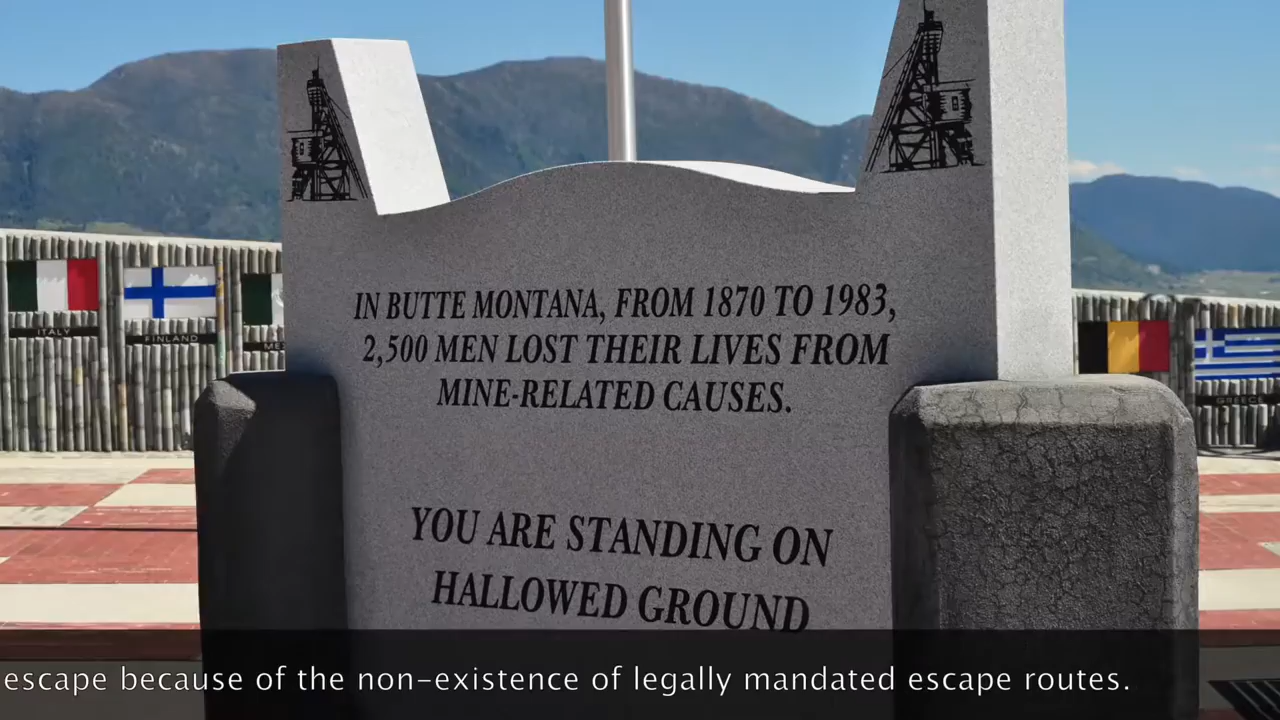 IN BUTTE MONTANA, FROM 1870 TO 1983,
2,500 MEN LOST THEIR LIVES FROM
MINE-RELATED CAUSES.
YOU ARE STANDING ON
HALLOWED GROUND
ITALY
FINLAND
GREECE
escape because of the non-existence of legally mandated escape routes.